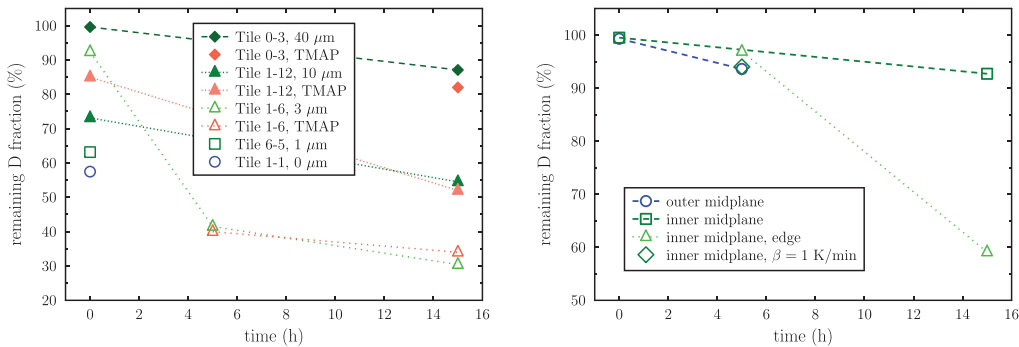 remaining D fraction (%)
100
90
80
70
60
50
40
30
20
0
2
4
6
8
10
12
14
16
time (h)
Tile 0-3, 40 μm
Tile 0-3, TMAP
Tile 1-12, 10 μm
Tile 1-12, TMAP
Tile 1-6, 3 μm
Tile 1-6, TMAP
Tile 6-5, 1 μm
Tile 1-1, 0 μm
remaining D fraction (%)
100
90
80
70
60
50
0
2
4
6
8
10
12
14
16
time (h)
outer midplane
inner midplane
inner midplane, edge
inner midplane, β = 1 K/min